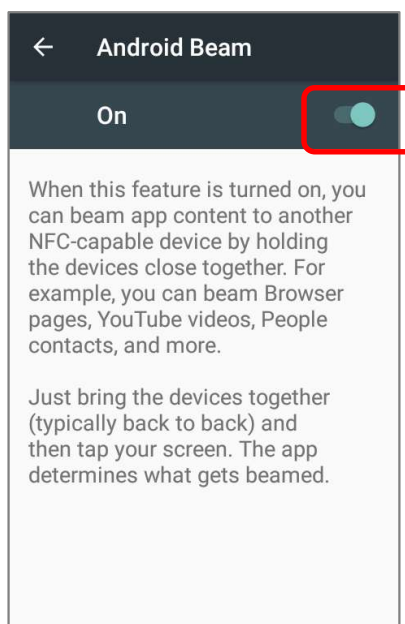 Android Beam
On
When this feature is turned on, you
can beam app content to another
NFC-capable device by holding
the devices close together. For
example, you can beam Browser
pages, YouTube videos, People
contacts, and more.
Just bring the devices together
(typically back to back) and
then tap your screen. The app
determines what gets beamed.